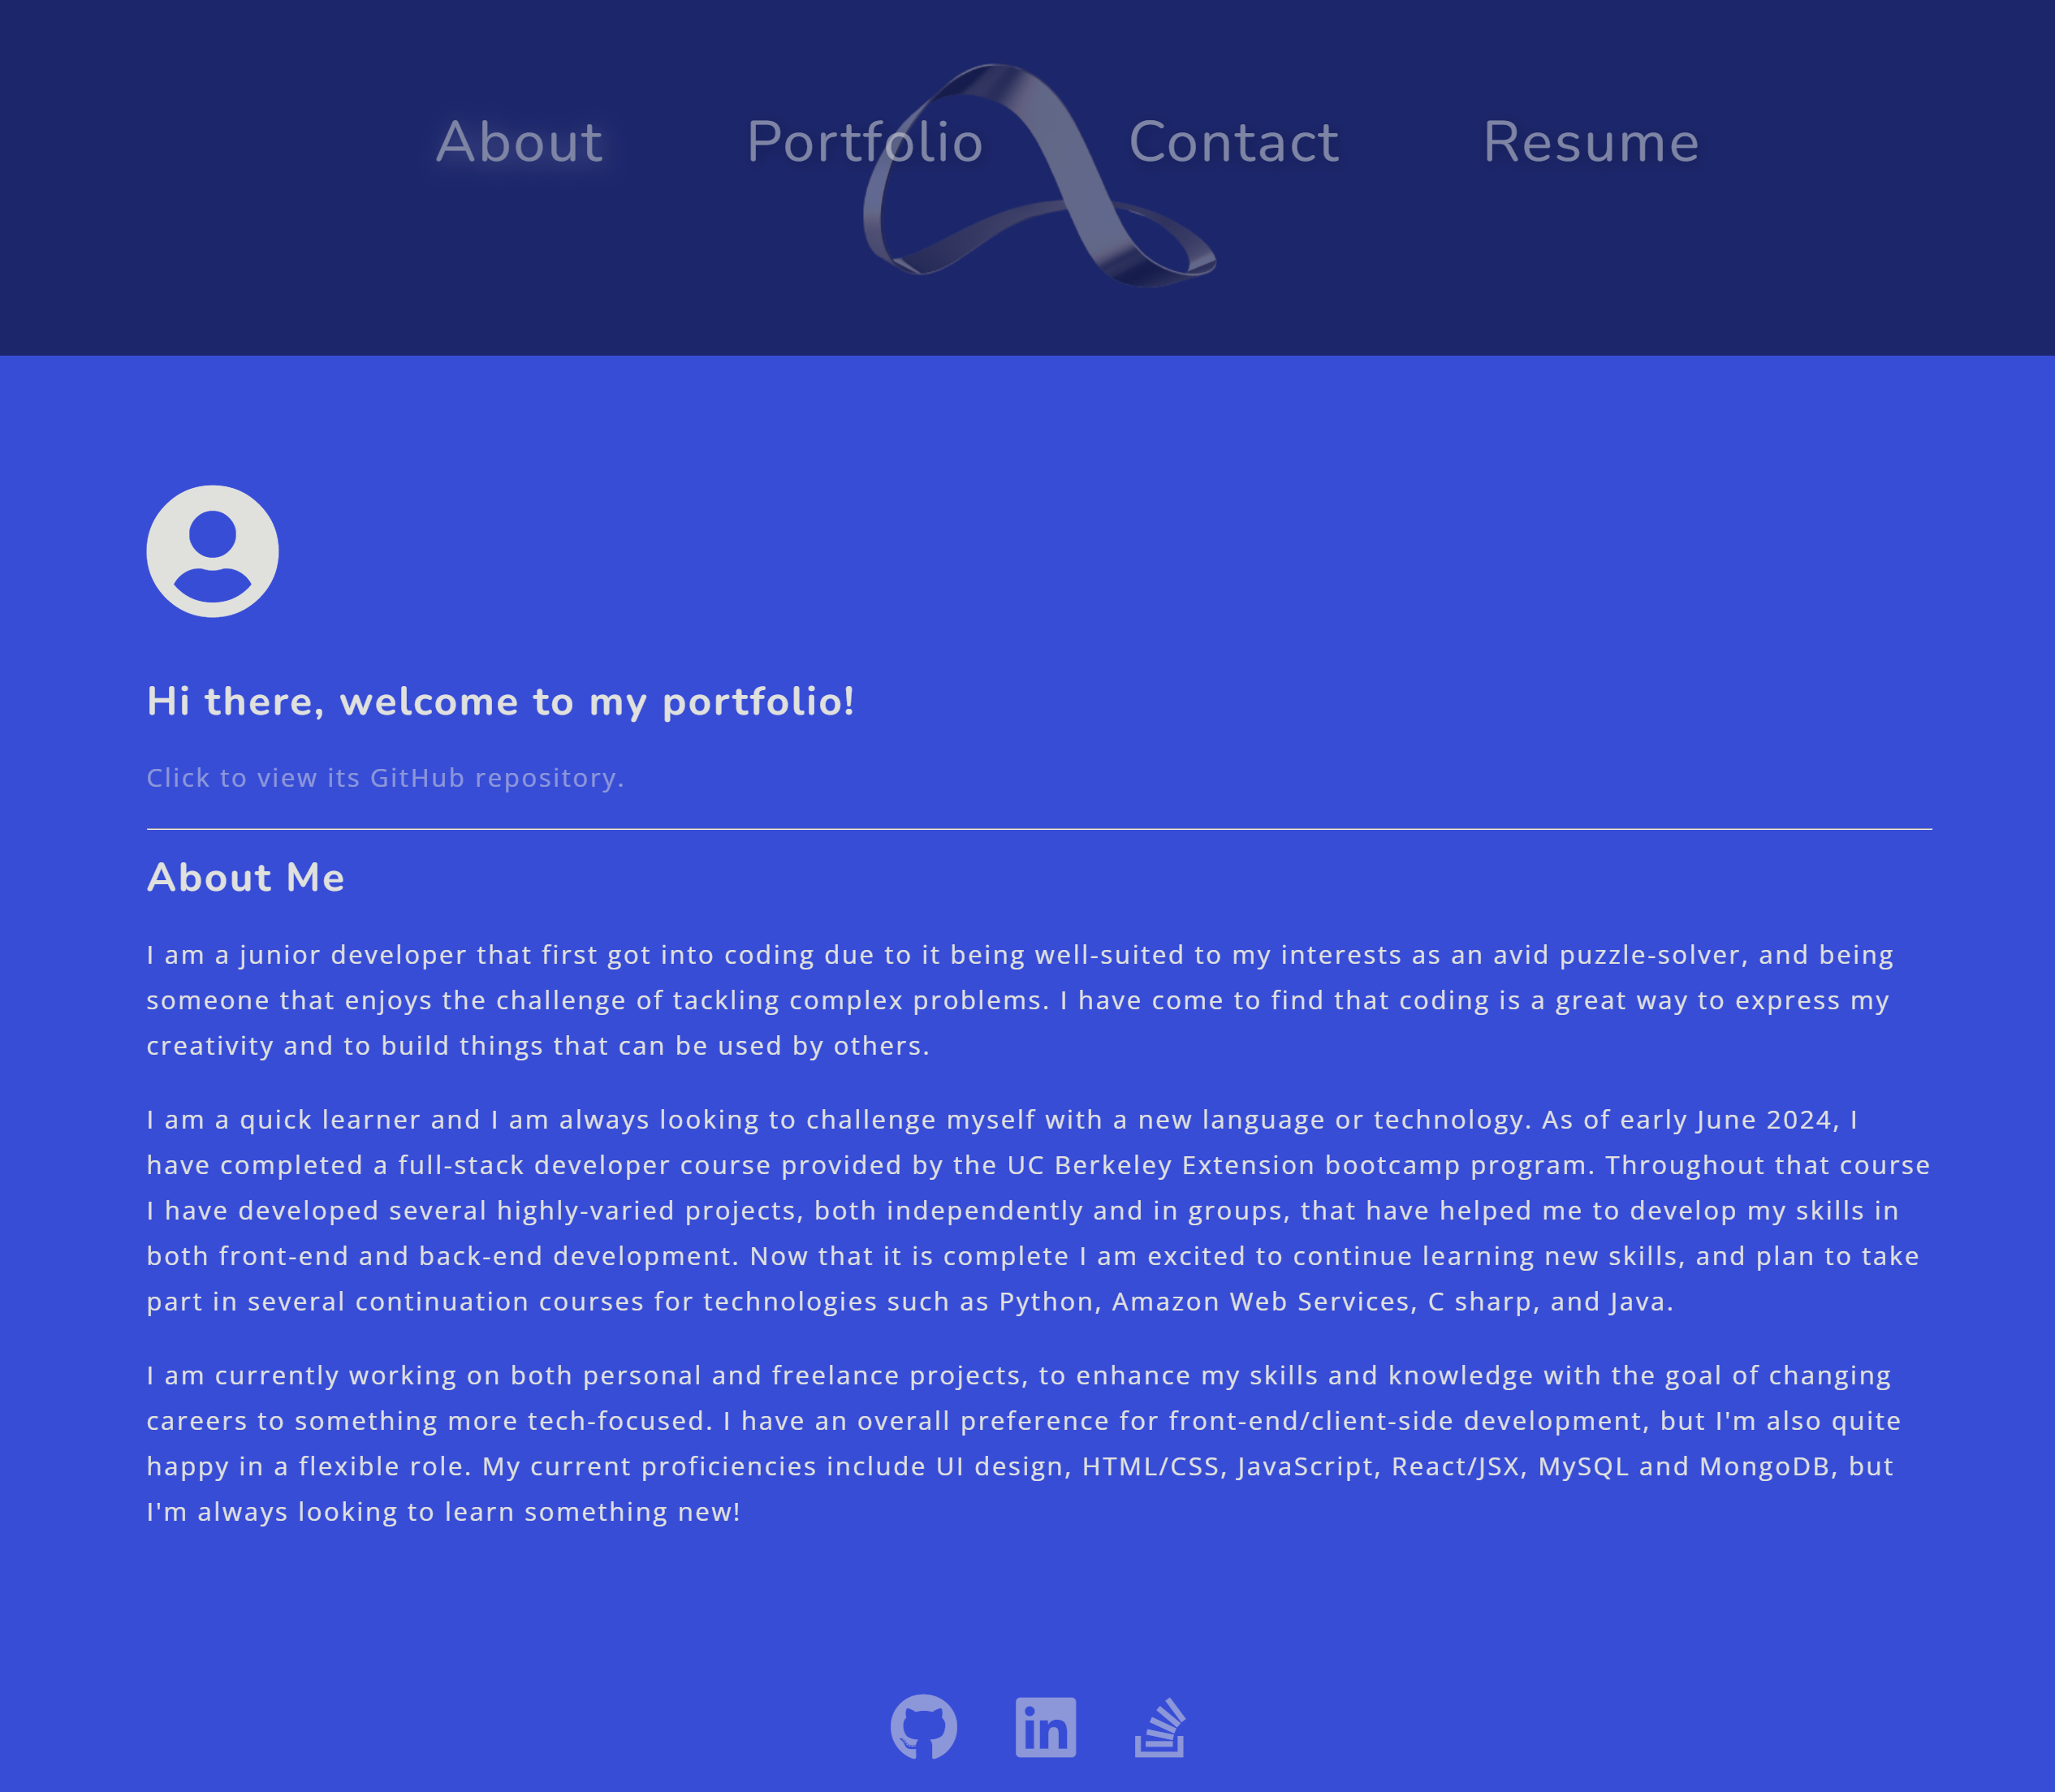 About Portfolio Contact Resume
Hi there, welcome to my portfolio!
Click to view its GitHub repository.
About Me
I am a junior developer that first got into coding due to it being well-suited to my interests as an avid puzzle-solver, and being
someone that enjoys the challenge of tackling complex problems. I have come to find that coding is a great way to express my
creativity and to build things that can be used by others.
I am a quick learner and I am always looking to challenge myself with a new language or technology. As of early June 2024, I
have completed a full-stack developer course provided by the UC Berkeley Extension bootcamp program. Throughout that course
I have developed several highly-varied projects, both independently and in groups, that have helped me to develop my skills in
both front-end and back-end development. Now that it is complete I am excited to continue learning new skills, and plan to take
part in several continuation courses for technologies such as Python, Amazon Web Services, C sharp, and Java.
I am currently working on both personal and freelance projects, to enhance my skills and knowledge with the goal of changing
careers to something more tech-focused. I have an overall preference for front-end/client-side development, but I'm also quite
happy in a flexible role. My current proficiencies include UI design, HTML/CSS, JavaScript, React/JSX, MySQL and MongoDB, but
I'm always looking to learn something new!
in